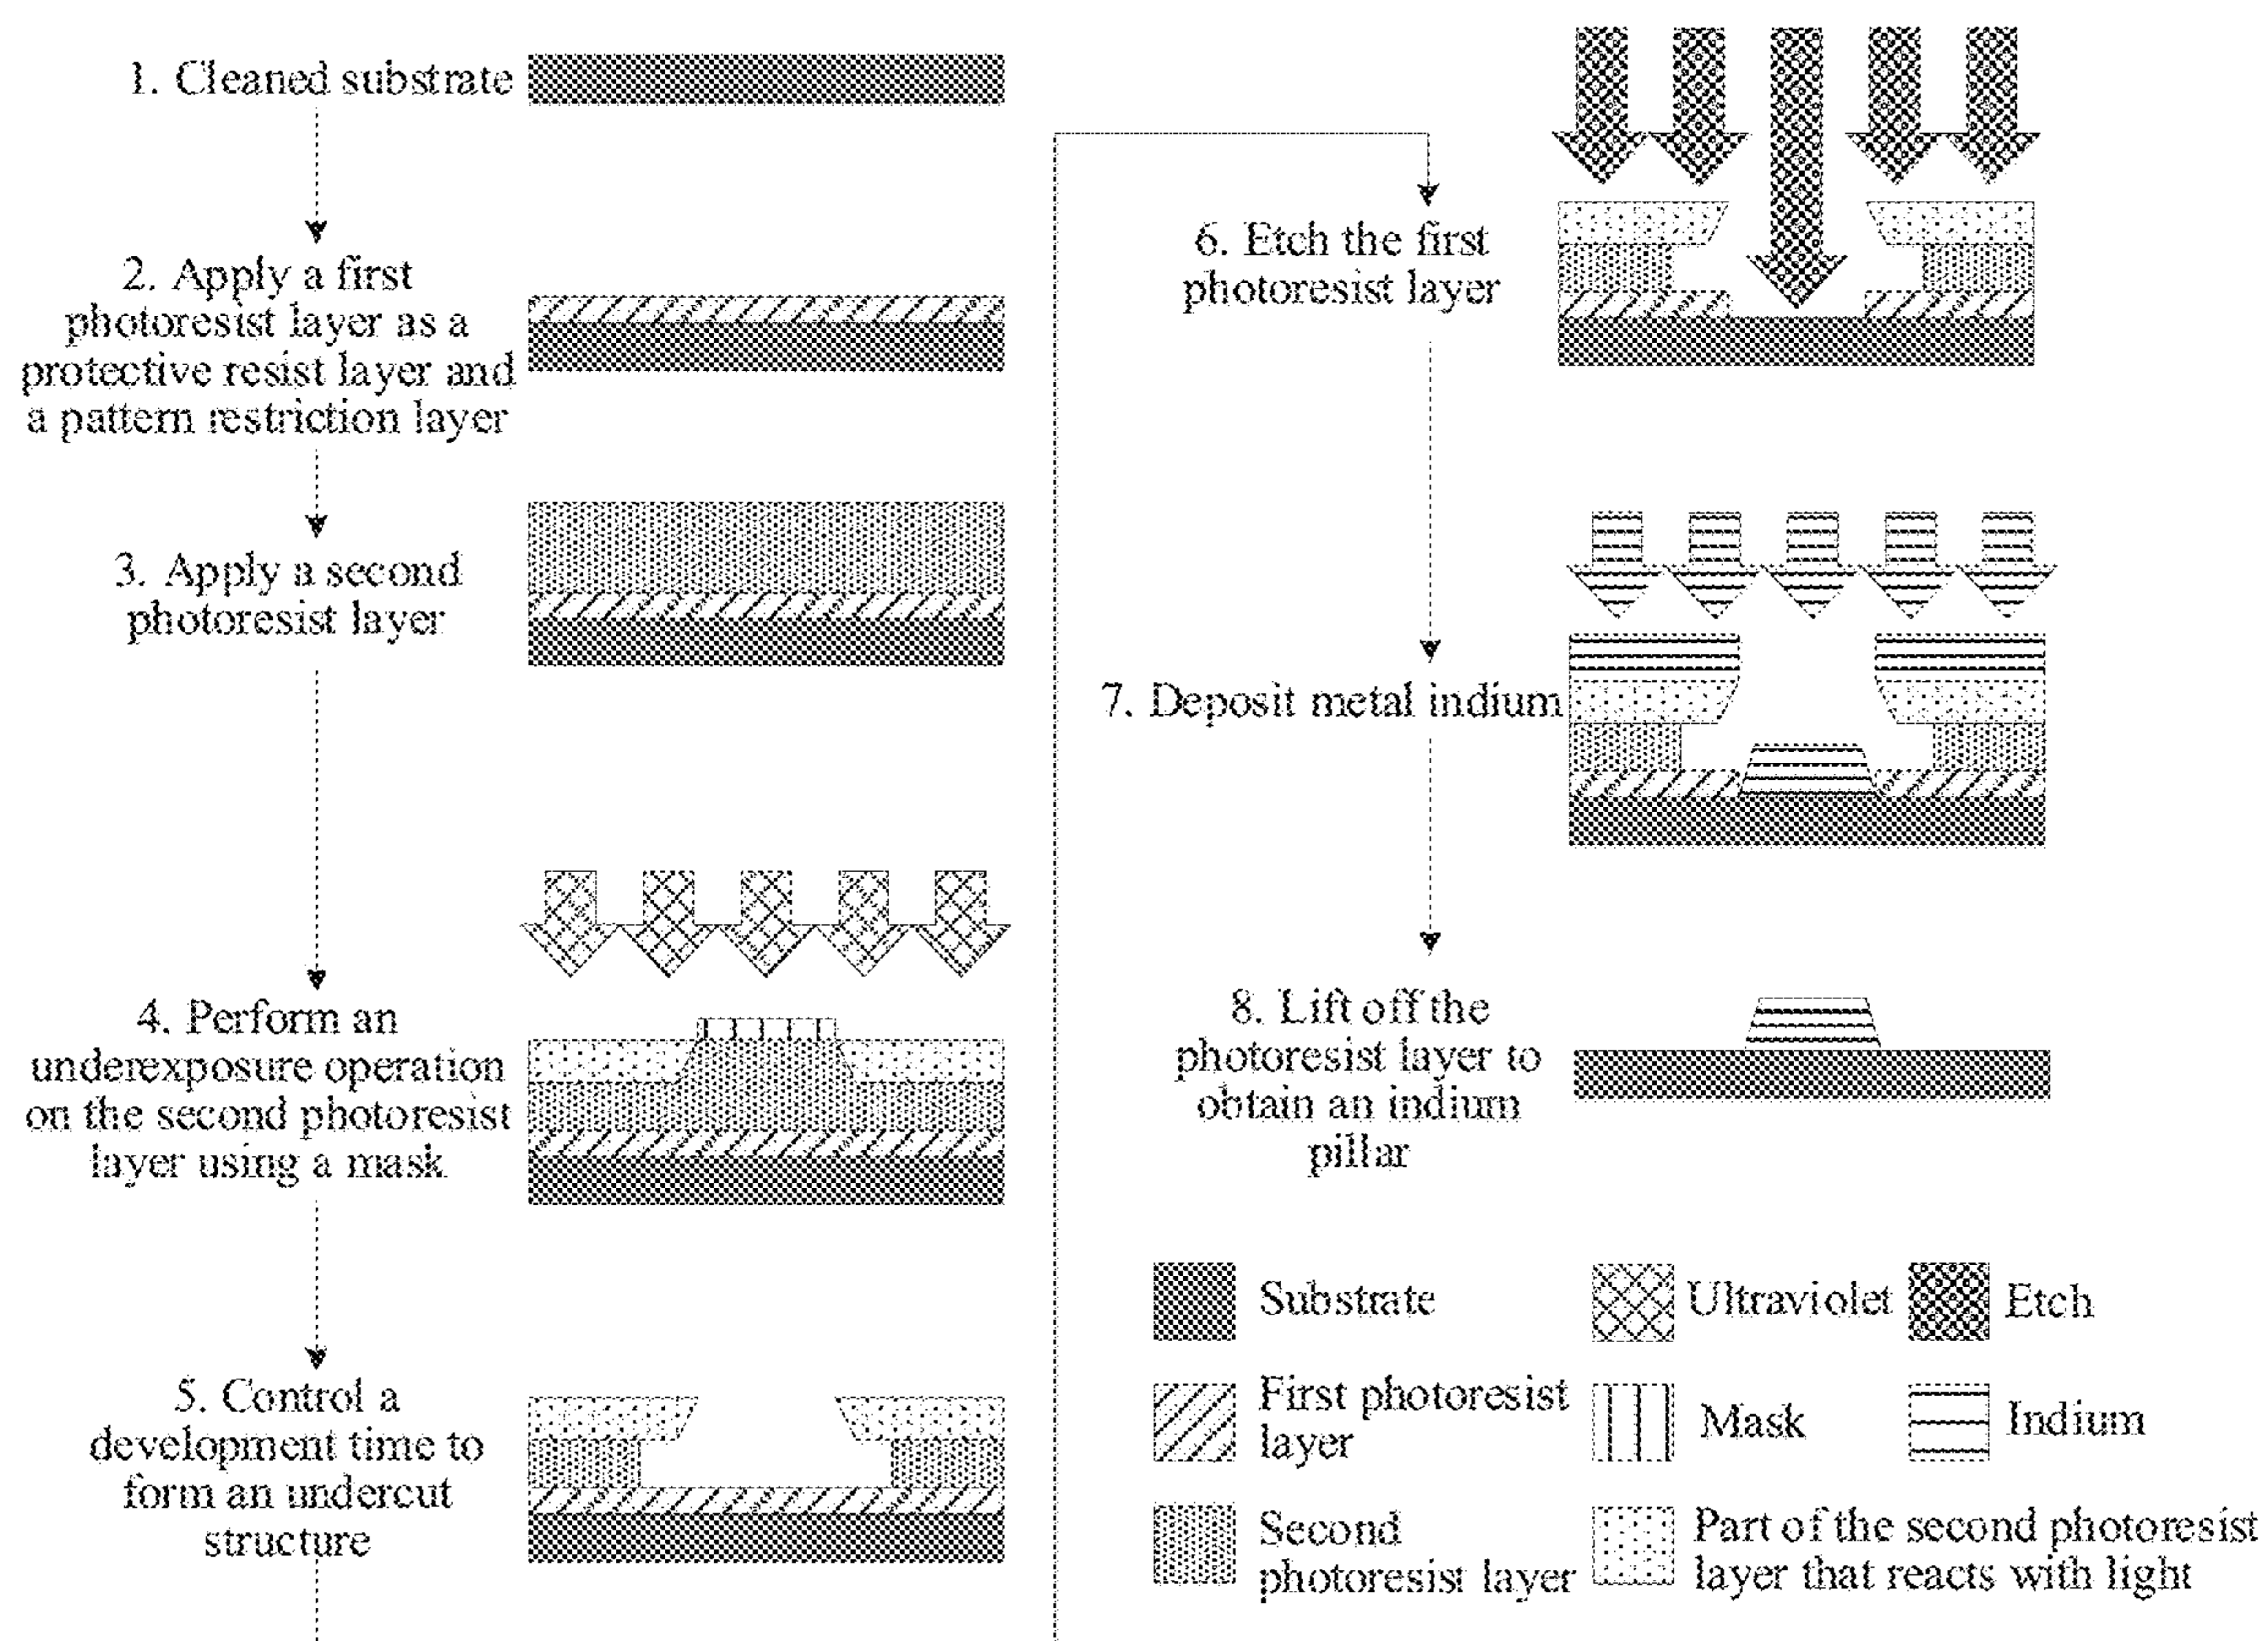 1. Cleaned substrate
2. Apply a first
photoresist layer as a
protective resist layer and
a pattern restriction layer
3. Apply a second
photoresist layer
4. Perform an
underexposure operation
on the second photoresist
layer using a mask
5. Control a
development time to
form an undercut
structure
6. Etch the first
photoresist layer
7. Deposit metal indium
8. Lift off the
photoresist layer to
obtain an indium
pillar
Substrate
Ultraviolet
Etch
First photoresist
layer
Mask
Indium
Second
photoresist layer
Part of the second photoresist
layer that reacts with light